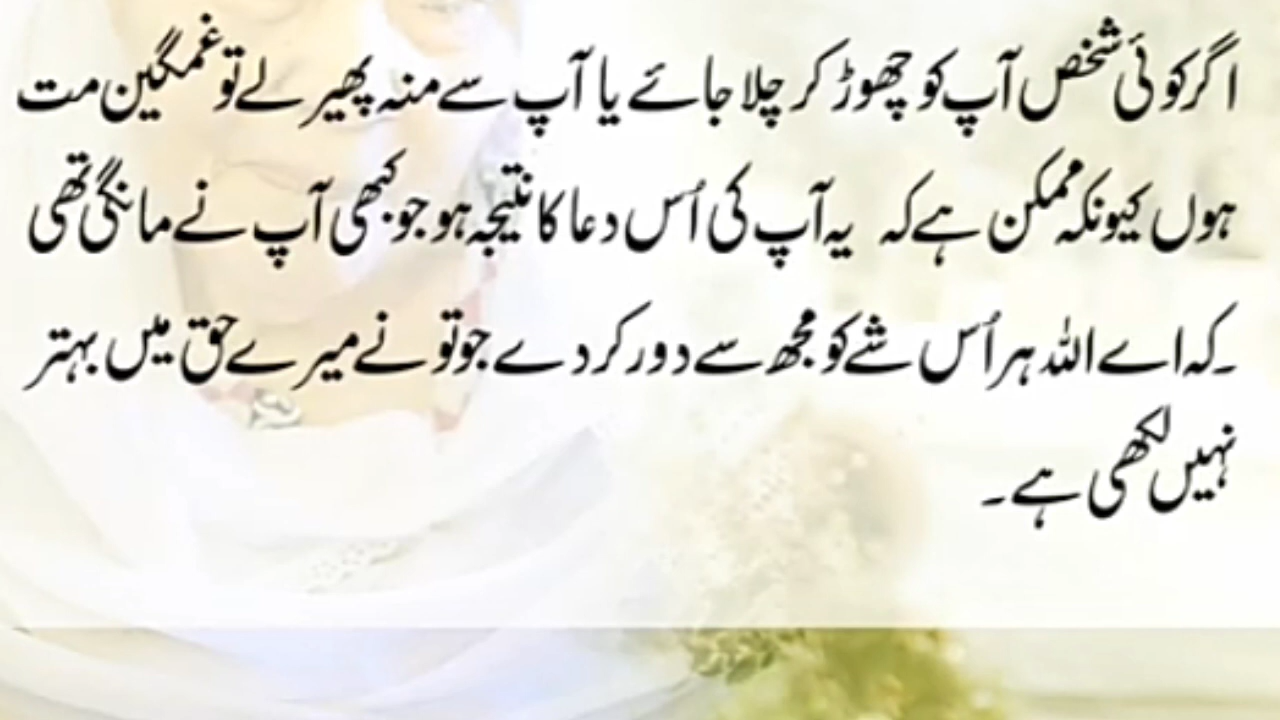 اگر کوئی شخص آپ کو چھوڑ کر چلا جائے یا آپ سے منہ پھیر لے تو غمگین مت
ہوں کیونکہ ممکن ہے کہ یہ آپ کی اُس دعا کا نتیجہ ہو جو کبھی آپ نے مانگی تھی
۔کہ اے اللہ ہر اُس شے کو مجھ سے دور کر دے جو تو نے میرے حق میں بہتر
نہیں لکھی ہے۔